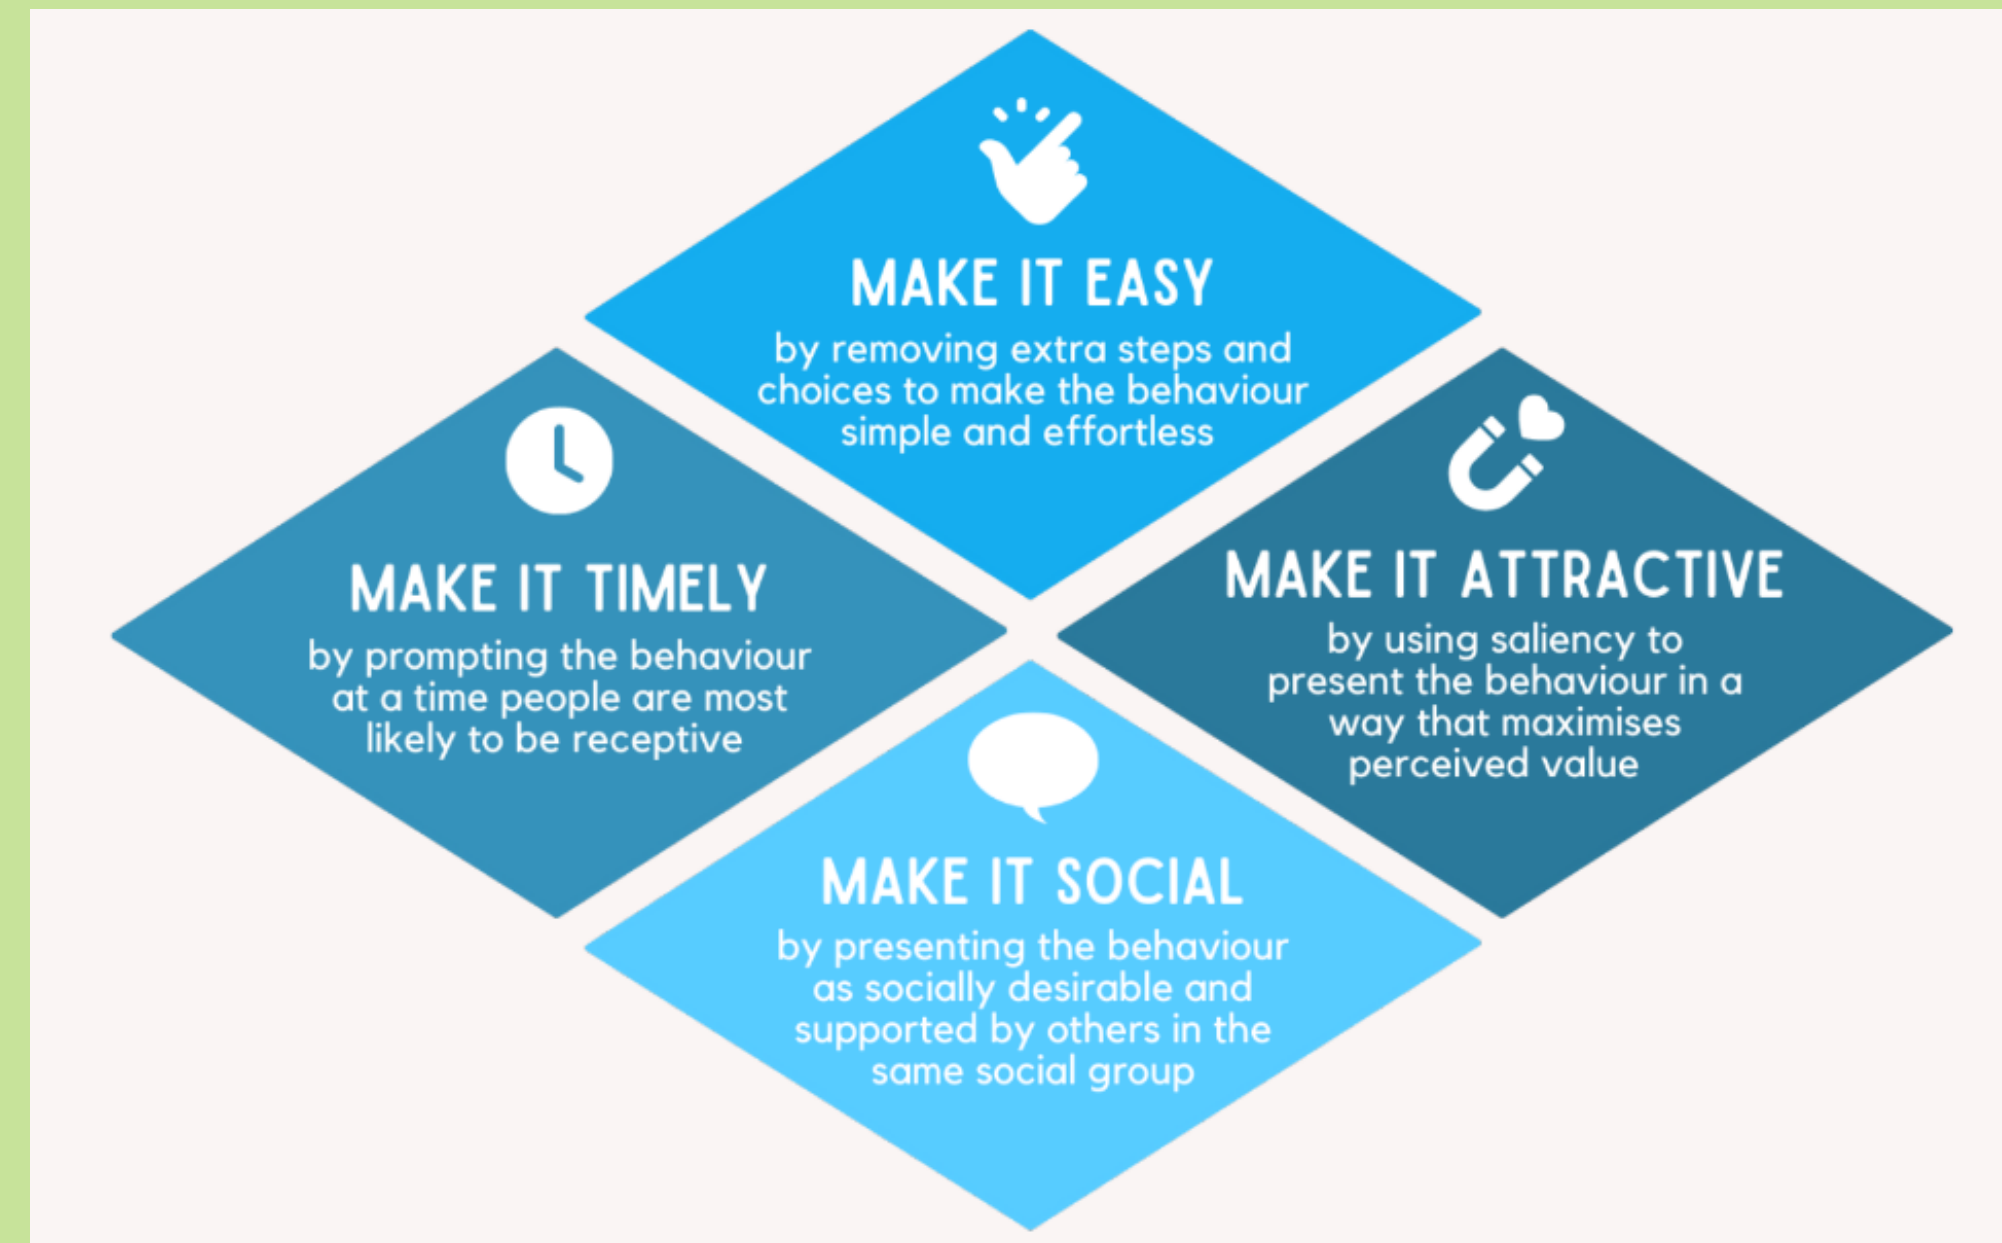 MAKE IT EASY
by removing extra steps and
choices to make the behaviour
simple and effortless
MAKE IT TIMELY
by prompting the behaviour
at a time people are most
likely to be receptive
MAKE IT ATTRACTIVE
by using saliency to
present the behaviour in a
way that maximises
perceived value
MAKE IT SOCIAL
by presenting the behaviour
as socially desirable and
supported by others in the
same social group